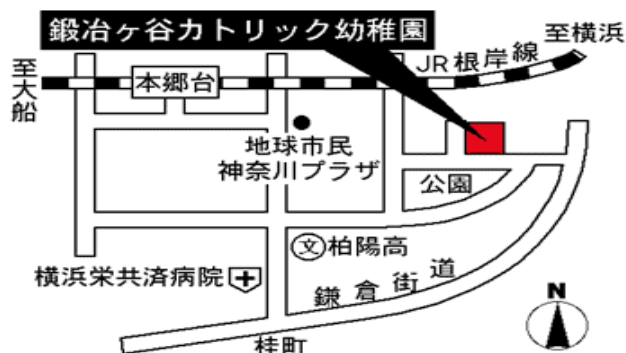 鍛冶ヶ谷カトリック幼稚園
至横浜
JR根岸線
至大船
本郷台
地球市民
神奈川プラザ
公園
文柏陽高
横浜栄共済病院
鎌倉街道
N
桂町